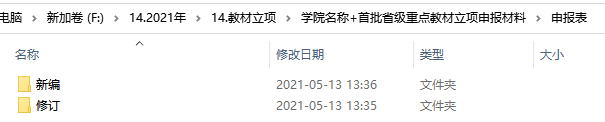 电脑 > 新加卷 (F:) > 14.2021年 > 14.教材立项 > 学院名称+首批省级重点教材立项申报材料 > 申报表
名称 修改日期 类型 大小
新编 2021-05-13 13:36 文件夹
修订 2021-05-13 13:35 文件夹